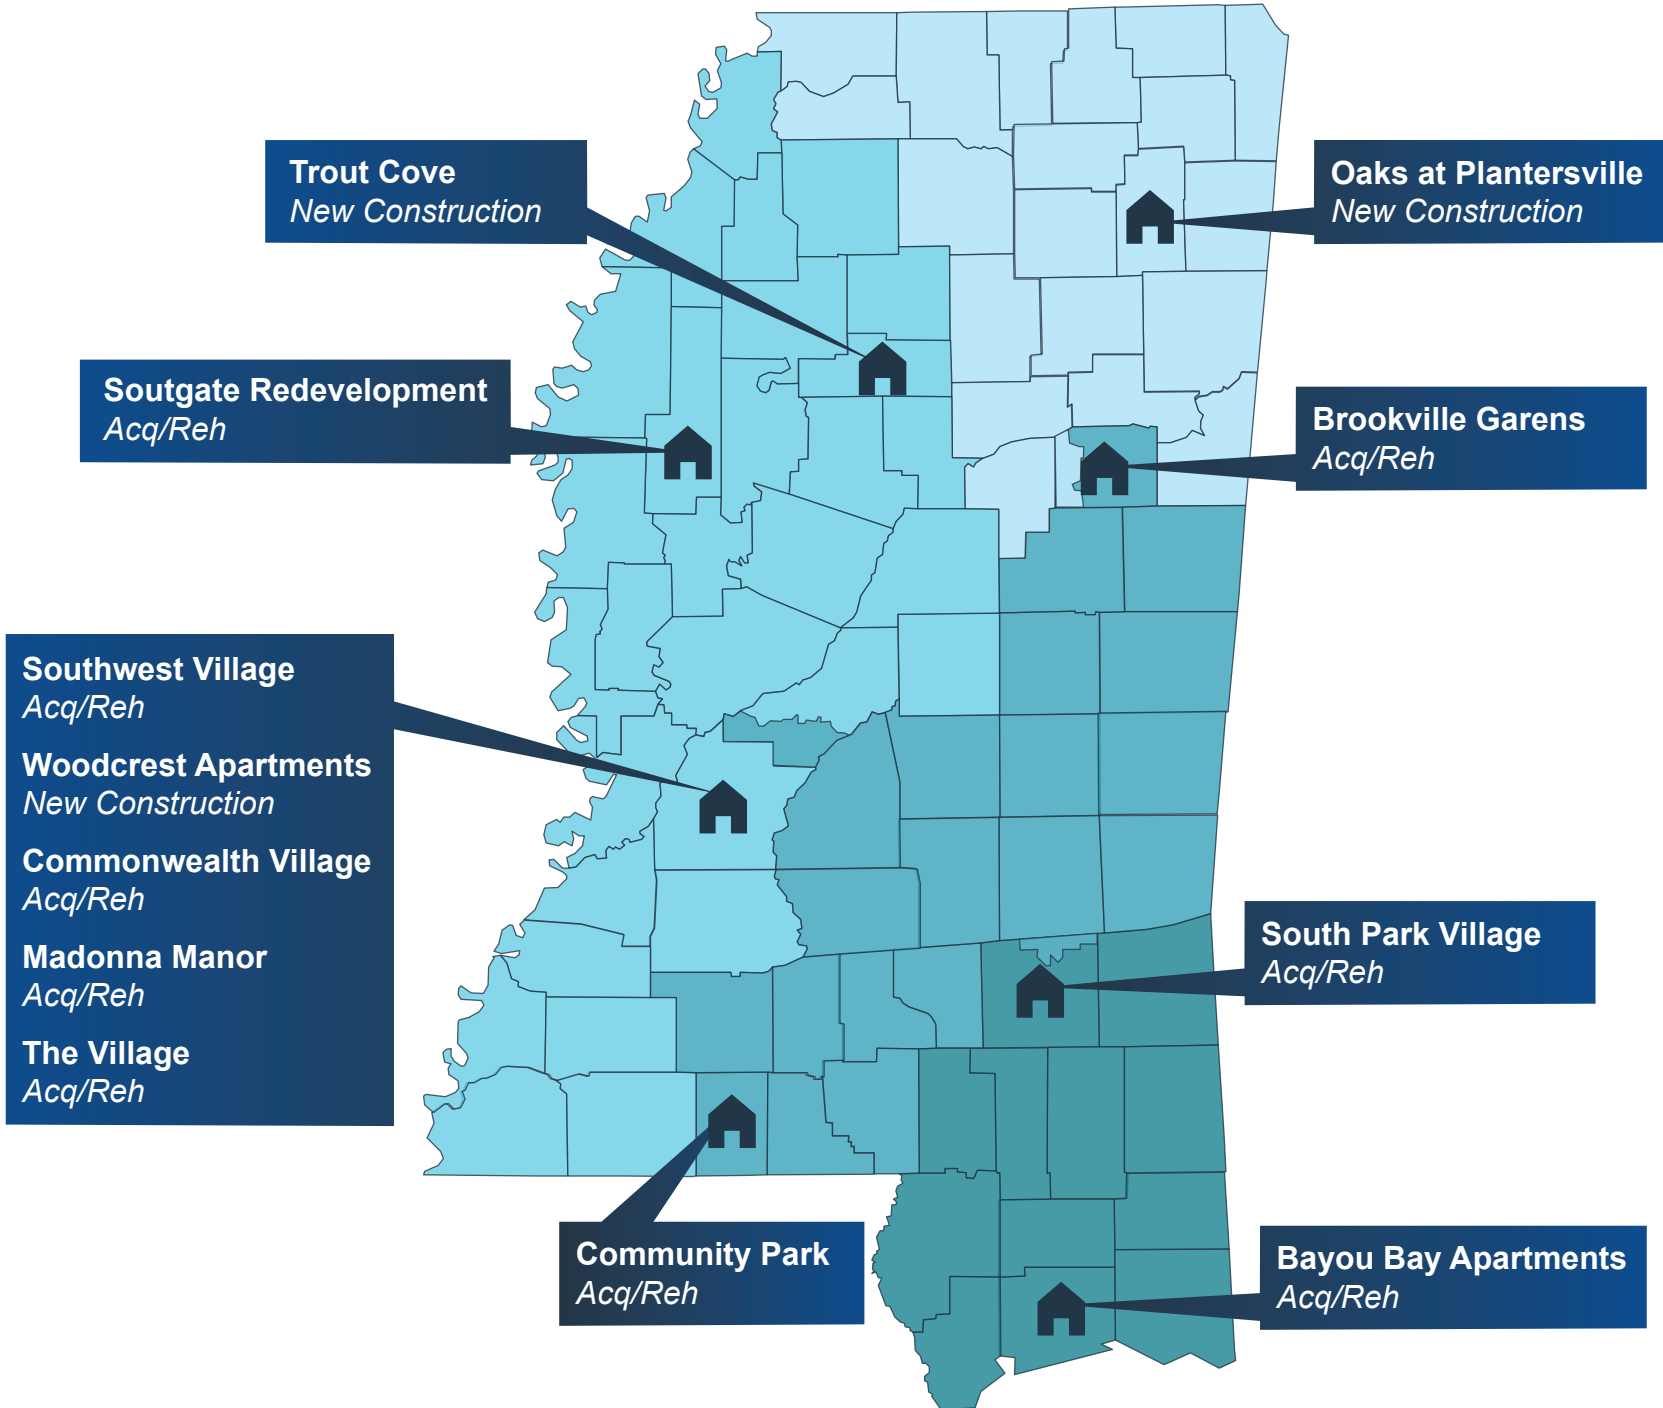 Trout Cove
New Construction
Oaks at Plantersville
New Construction
Soutgate Redevelopment
Acq/Reh
Brookville Garens
Acq/Reh
Southwest Village
Acq/Reh
Woodcrest Apartments
New Construction
Commonwealth Village
Acq/Reh
Madonna Manor
Acq/Reh
The Village
Acq/Reh
South Park Village
Acq/Reh
Community Park
Acq/Reh
Bayou Bay Apartments
Acq/Reh